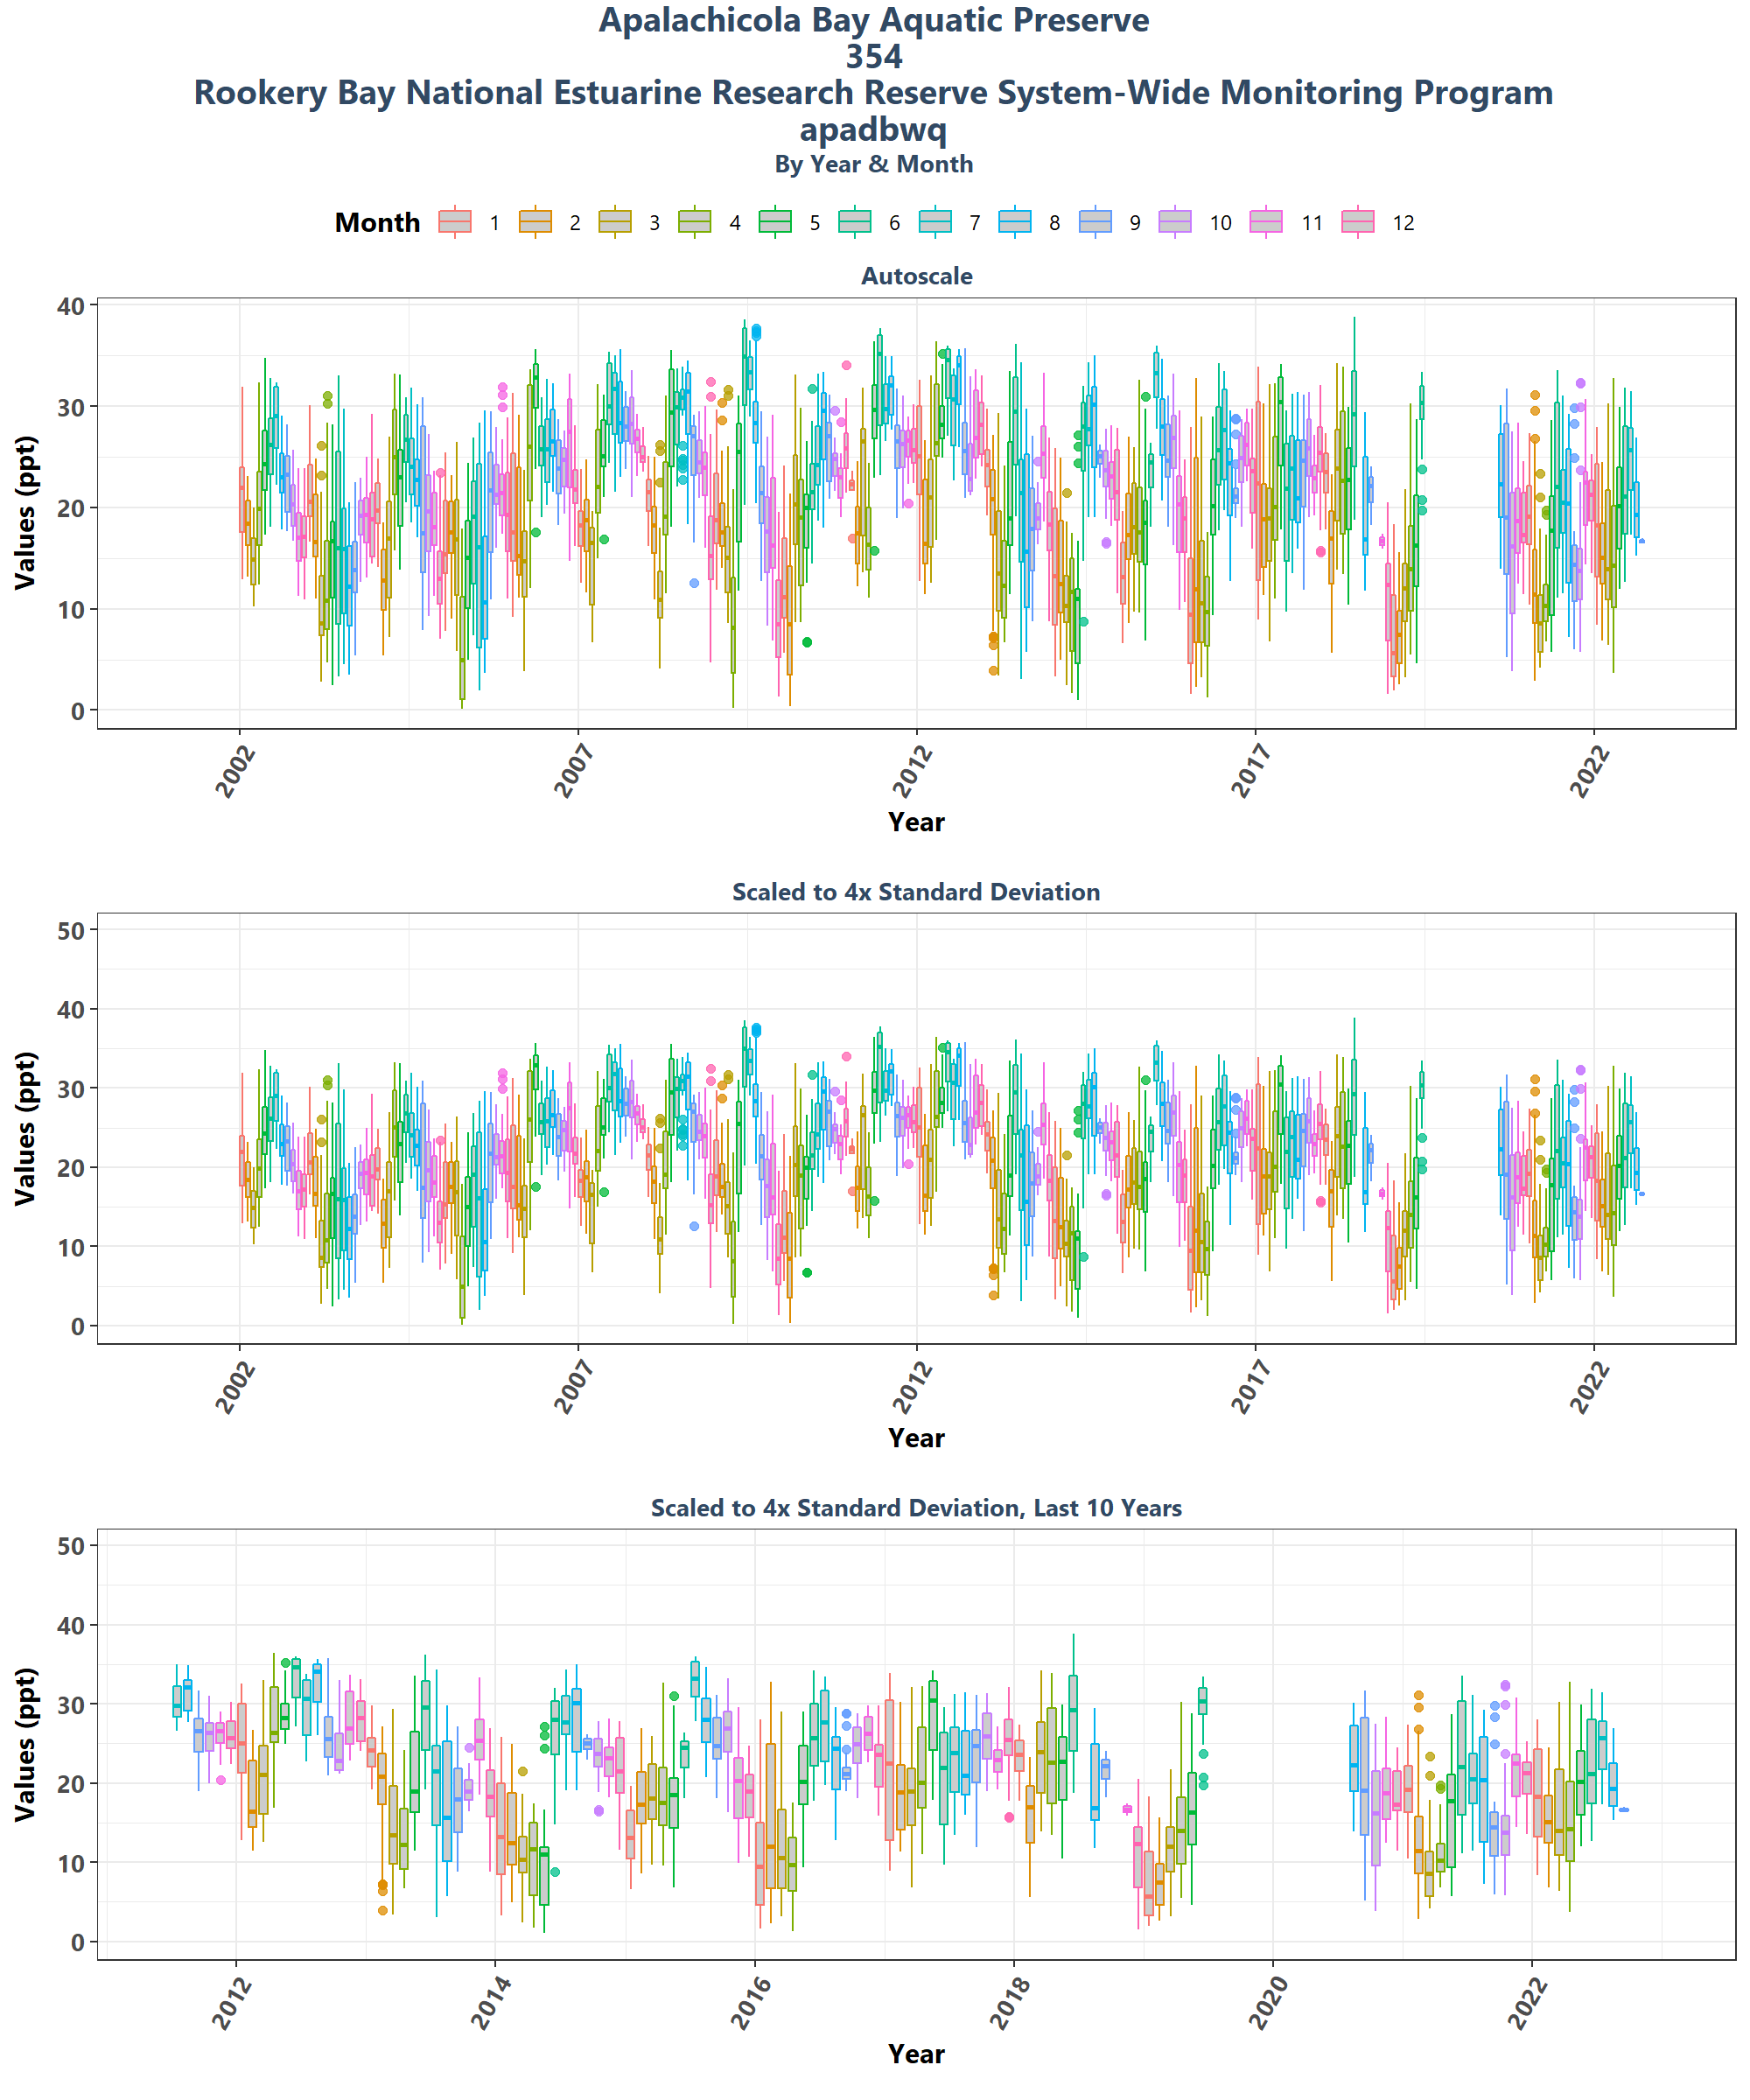 Apalachicola Bay Aquatic Preserve
354
Rookery Bay National Estuarine Research Reserve System-Wide Monitoring Program
apadbwq
By Year & Month
Month 1 2 3 4 5 6 7 8 9 10 11 12
Autoscale
Values (ppt)
40
30
20
10
0
2002 2007 2012 2017 2022
Year
Scaled to 4x Standard Deviation
Values (ppt)
50
40
30
20
10
0
2002 2007 2012 2017 2022
Year
Scaled to 4x Standard Deviation, Last 10 Years
Values (ppt)
50
40
30
20
10
0
2012 2014 2016 2018 2020 2022
Year